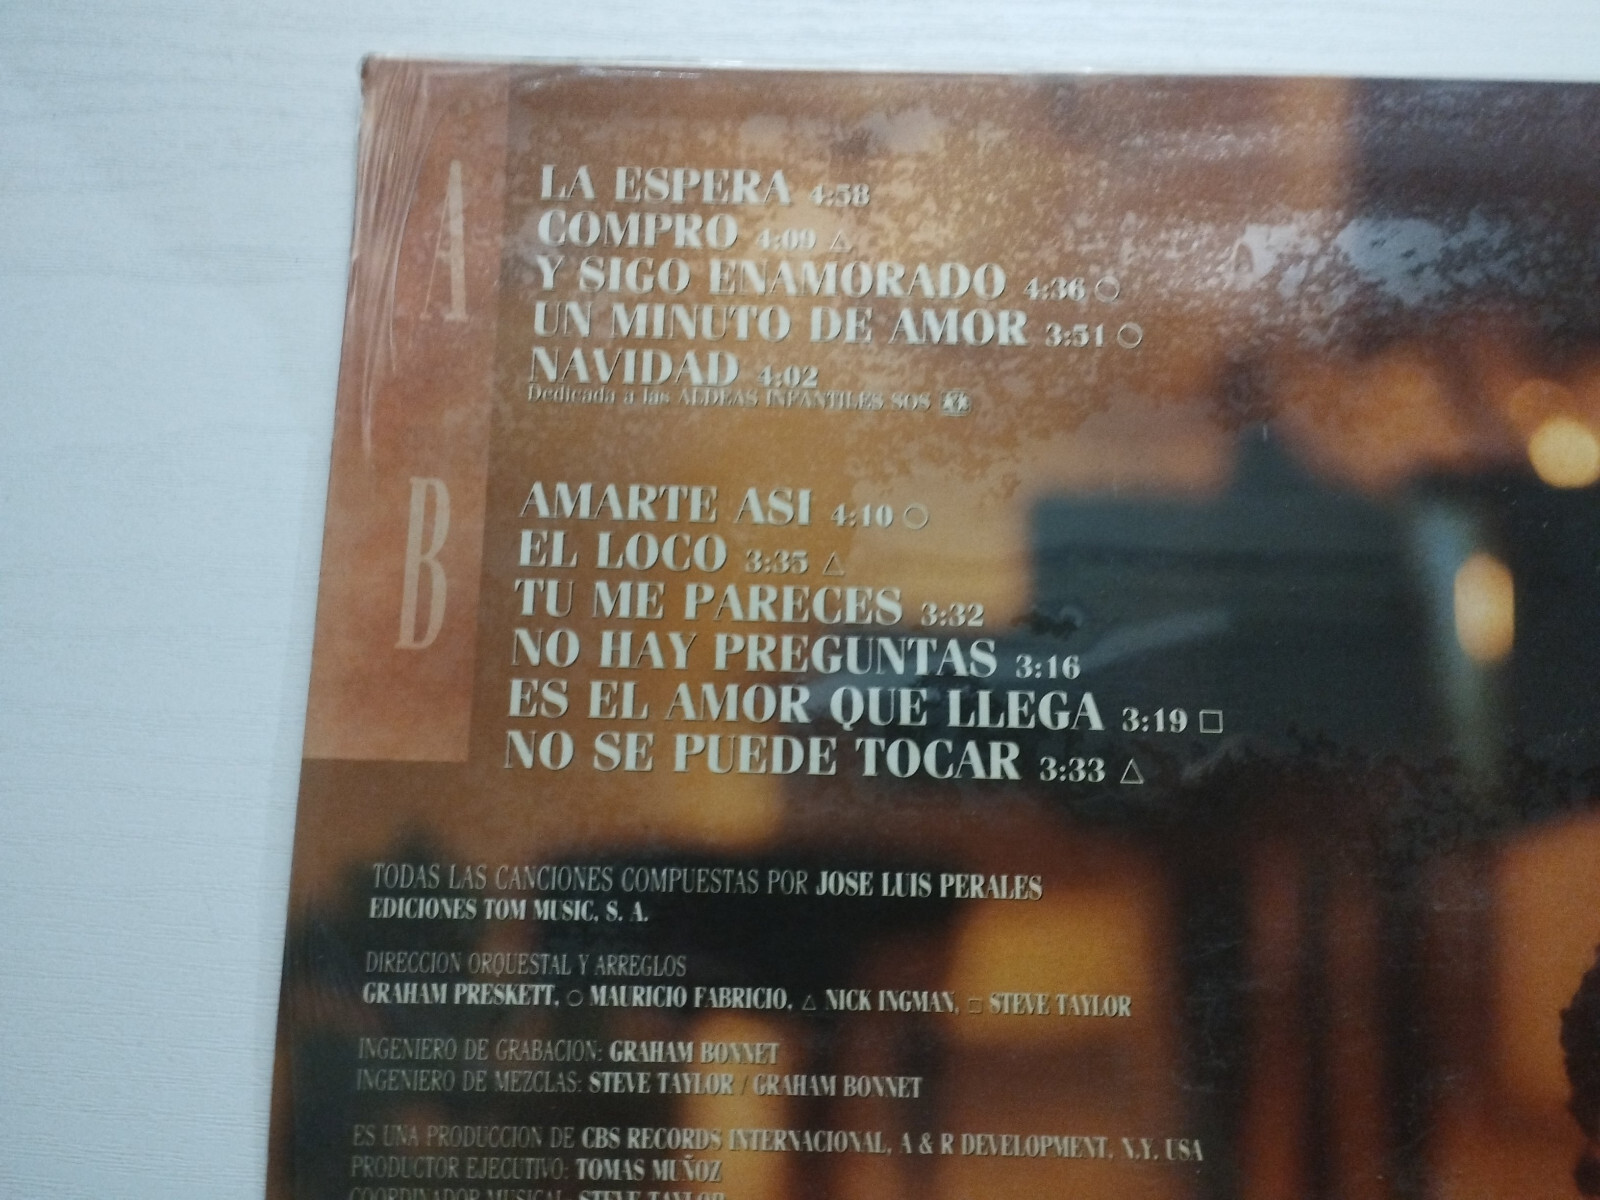 A
LA ESPERA 4:58
COMPRO 4:09 △
Y SIGO ENAMORADO 4:36 ○
UN MINUTO DE AMOR 3:51 ○
NAVIDAD 4:02
Dedicada a las ALDEAS INFANTILES SOS
B
AMARTE ASI 4:10 ○
EL LOCO 3:35 △
TU ME PARECES 3:32
NO HAY PREGUNTAS 3:16
ES EL AMOR QUE LLEGA 3:19 □
NO SE PUEDE TOCAR 3:33 △
TODAS LAS CANCIONES COMPUESTAS POR JOSE LUIS PERALES
EDICIONES TOM MUSIC, S. A.
DIRECCION ORQUESTAL Y ARREGLOS
GRAHAM PRESKETT, ○ MAURICIO FABRICIO, △ NICK INGMAN, □ STEVE TAYLOR
INGENIERO DE GRABACION: GRAHAM BONNET
INGENIERO DE MEZCLAS: STEVE TAYLOR / GRAHAM BONNET
ES UNA PRODUCCION DE CBS RECORDS INTERNACIONAL, A & R DEVELOPMENT, N.Y. USA
PRODUCTOR EJECUTIVO: TOMAS MUÑOZ
COORDINADOR MUSICAL: STEVE TAYLOR